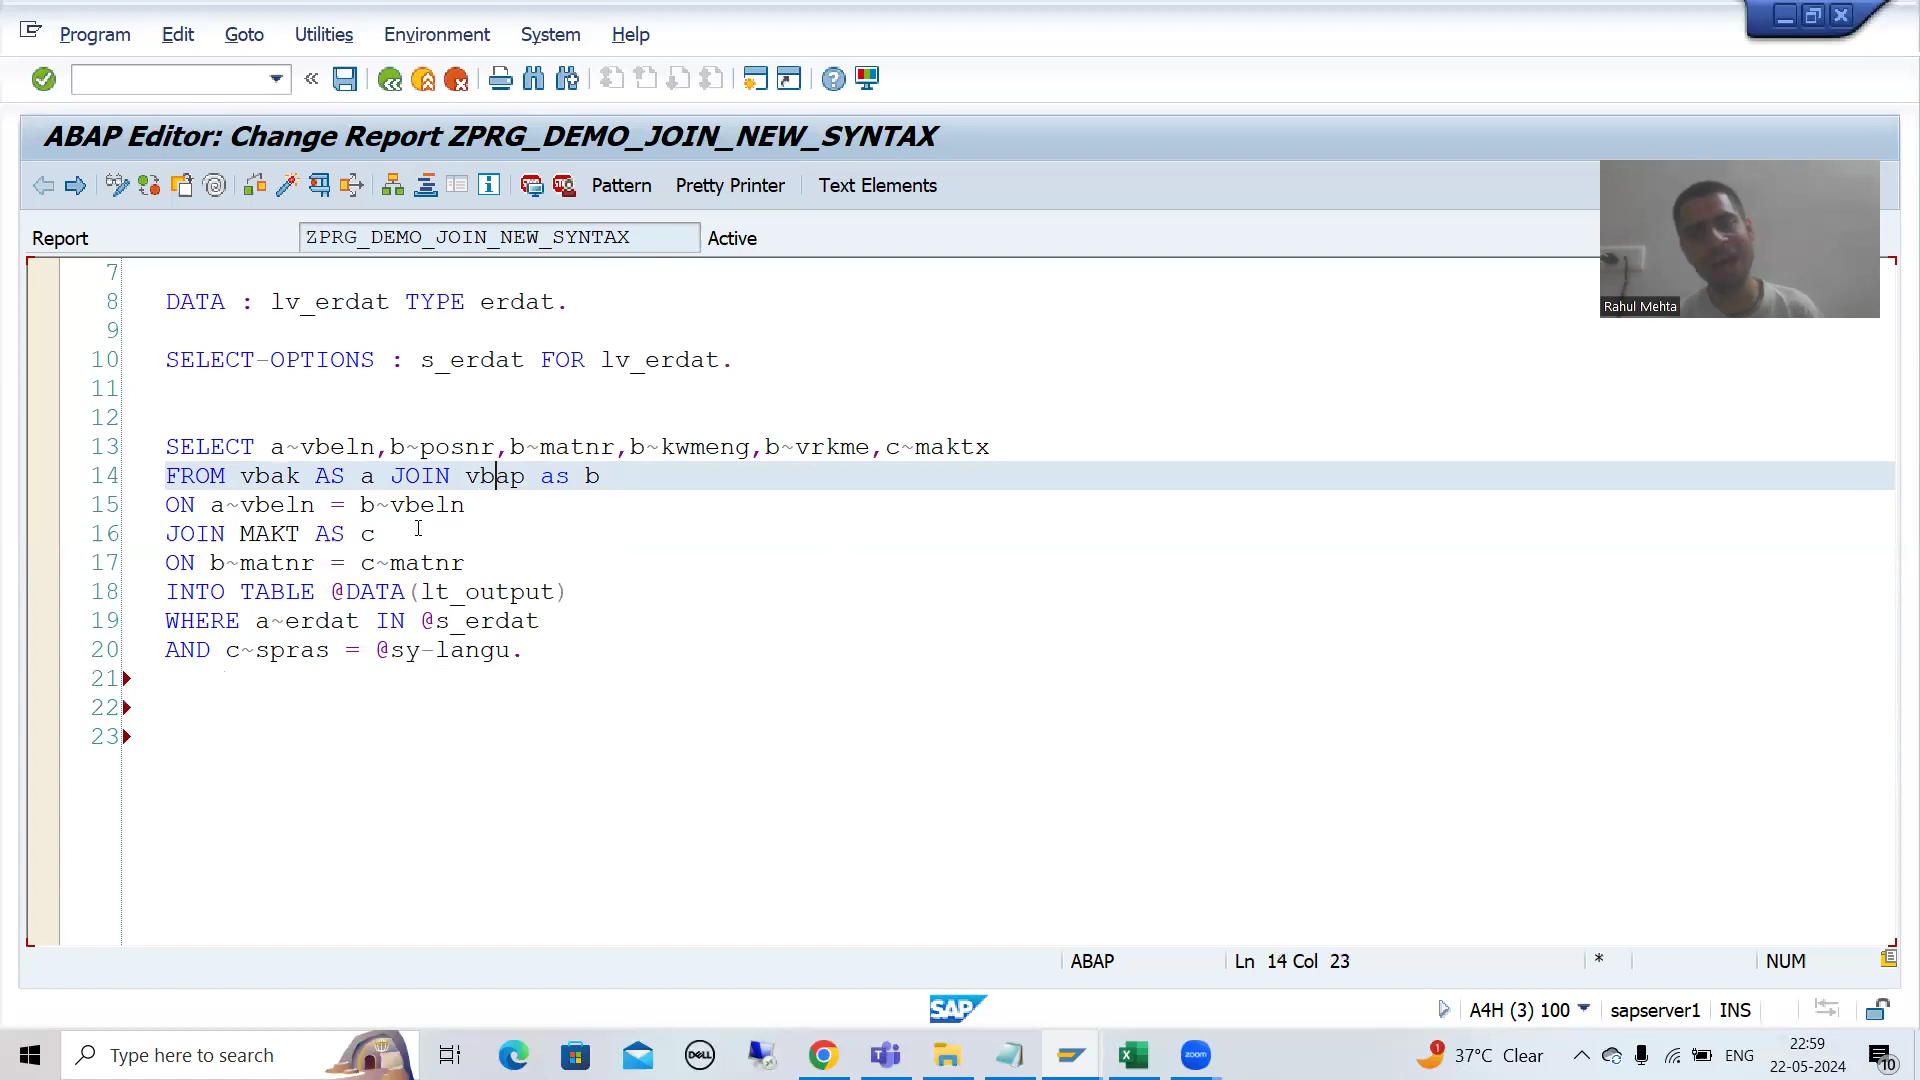 Program Edit Goto Utilities Environment System Help
ABAP Editor: Change Report ZPRG_DEMO_JOIN_NEW_SYNTAX
Pattern Pretty Printer Text Elements
Report ZPRG_DEMO_JOIN_NEW_SYNTAX Active
Rahul Mehta
7
8 DATA : lv_erdat TYPE erdat.
9
10 SELECT-OPTIONS : s_erdat FOR lv_erdat.
11
12
13 SELECT a~vbeln,b~posnr,b~matnr,b~kwmeng,b~vrkme,c~maktx
14 FROM vbak AS a JOIN vbap as b
15 ON a~vbeln = b~vbeln
16 JOIN MAKT AS c
17 ON b~matnr = c~matnr
18 INTO TABLE @DATA(lt_output)
19 WHERE a~erdat IN @s_erdat
20 AND c~spras = @sy-langu.
21
22
23
ABAP Ln 14 Col 23 * NUM
SAP A4H (3) 100 sapserver1 INS
Type here to search DELL zoom 1 37°C Clear ENG 22:59
22-05-2024 10